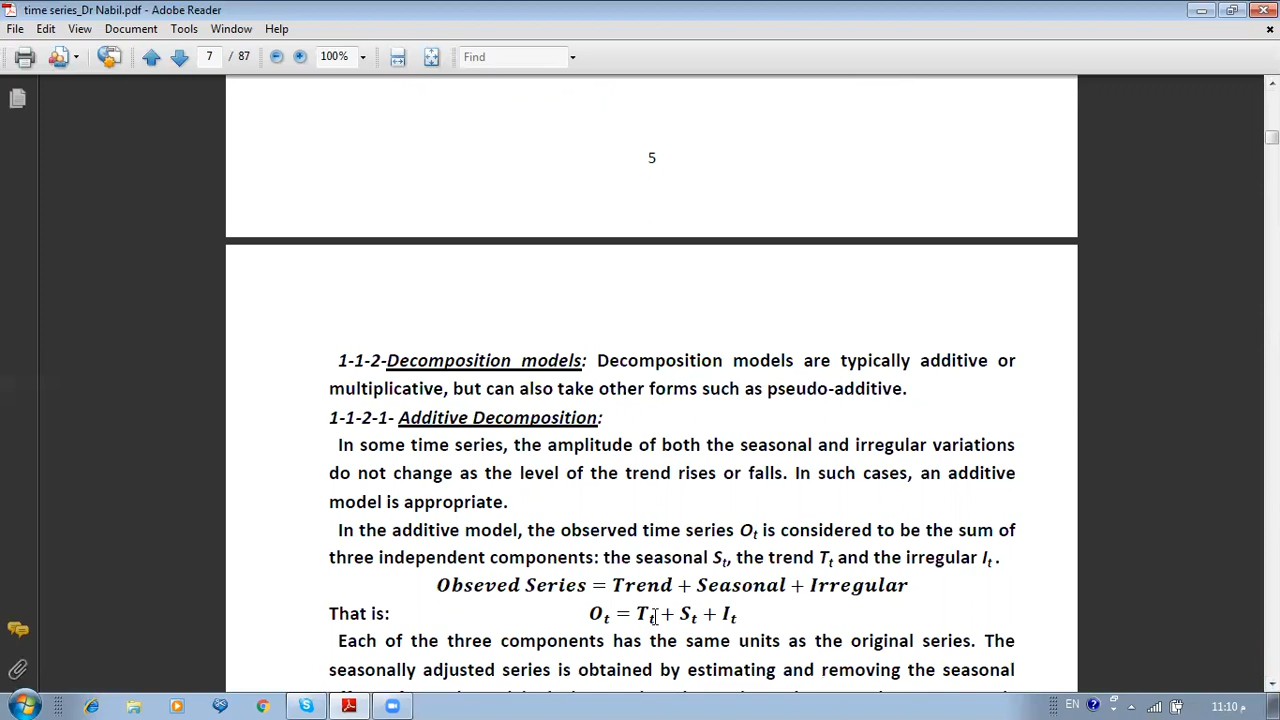 time series_Dr Nabil.pdf - Adobe Reader
File Edit View Document Tools Window Help
7 / 87 100% Find
5
1-1-2-Decomposition models: Decomposition models are typically additive or
multiplicative, but can also take other forms such as pseudo-additive.
1-1-2-1- Additive Decomposition:
In some time series, the amplitude of both the seasonal and irregular variations
do not change as the level of the trend rises or falls. In such cases, an additive
model is appropriate.
In the additive model, the observed time series Ot is considered to be the sum of
three independent components: the seasonal St, the trend Tt and the irregular It .
Obseved Series = Trend + Seasonal + Irregular
That is: Ot = Tt + St + It
Each of the three components has the same units as the original series. The
seasonally adjusted series is obtained by estimating and removing the seasonal
EN 11:10 م